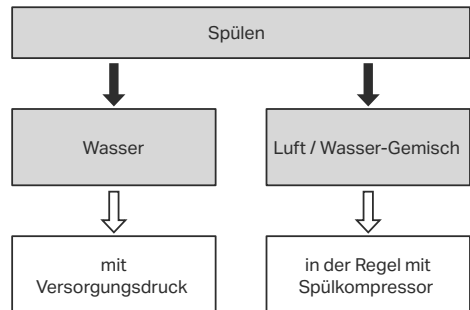 Spülen
Wasser
Luft / Wasser-Gemisch
mit
Versorgungsdruck
in der Regel mit
Spülkompressor